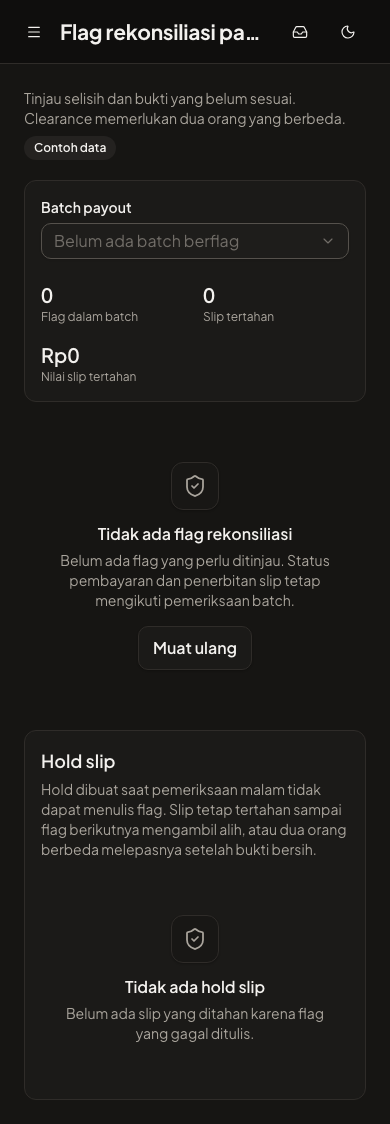 Flag rekonsiliasi pa...
Tinjau selisih dan bukti yang belum sesuai.
Clearance memerlukan dua orang yang berbeda.
Contoh data
Batch payout
Belum ada batch berflag
0
Flag dalam batch
0
Slip tertahan
Rp0
Nilai slip tertahan
Tidak ada flag rekonsiliasi
Belum ada flag yang perlu ditinjau. Status
pembayaran dan penerbitan slip tetap
mengikuti pemeriksaan batch.
Muat ulang
Hold slip
Hold dibuat saat pemeriksaan malam tidak
dapat menulis flag. Slip tetap tertahan sampai
flag berikutnya mengambil alih, atau dua orang
berbeda melepasnya setelah bukti bersih.
Tidak ada hold slip
Belum ada slip yang ditahan karena flag
yang gagal ditulis.